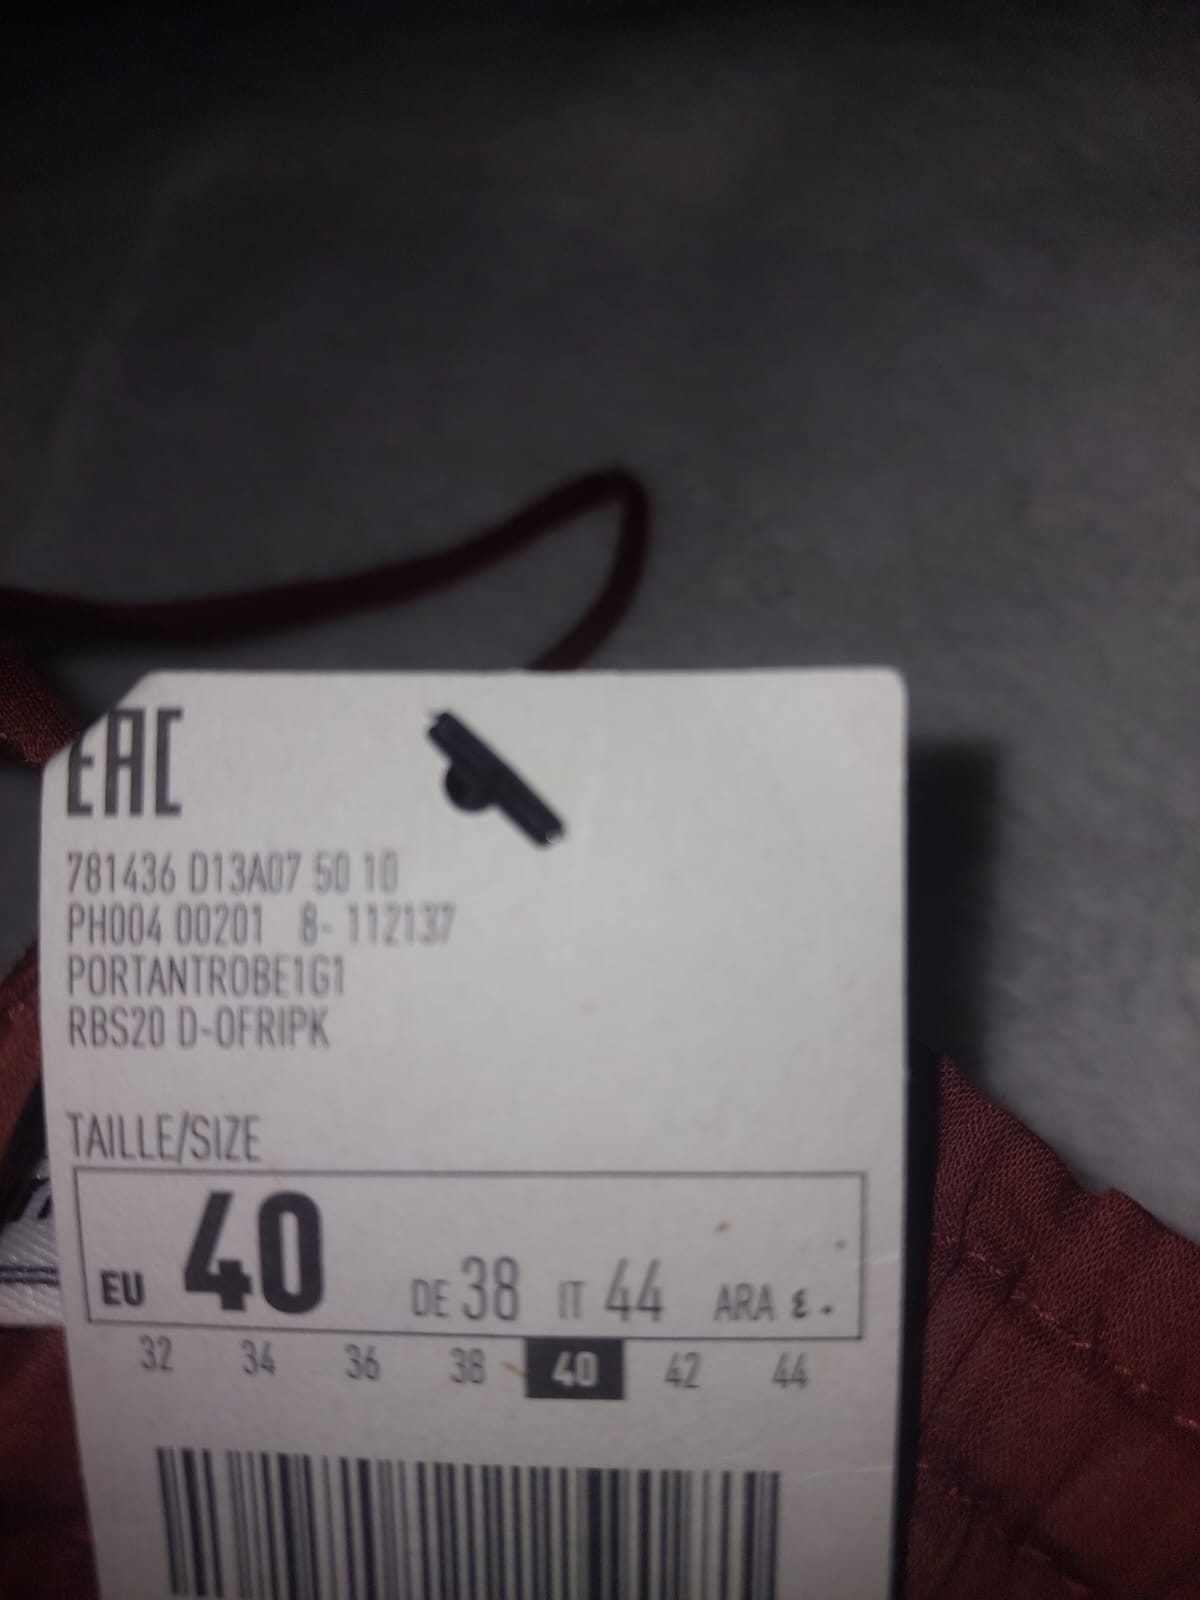 EAC
781436 D13A07 50 10
PH004 00201 8- 112137
PORTANTROBE1G1
RBS20 D-OFRIPK
TAILLE/SIZE
EU 40 DE 38 IT 44 ARA ٤٠
32 34 36 38 40 42 44